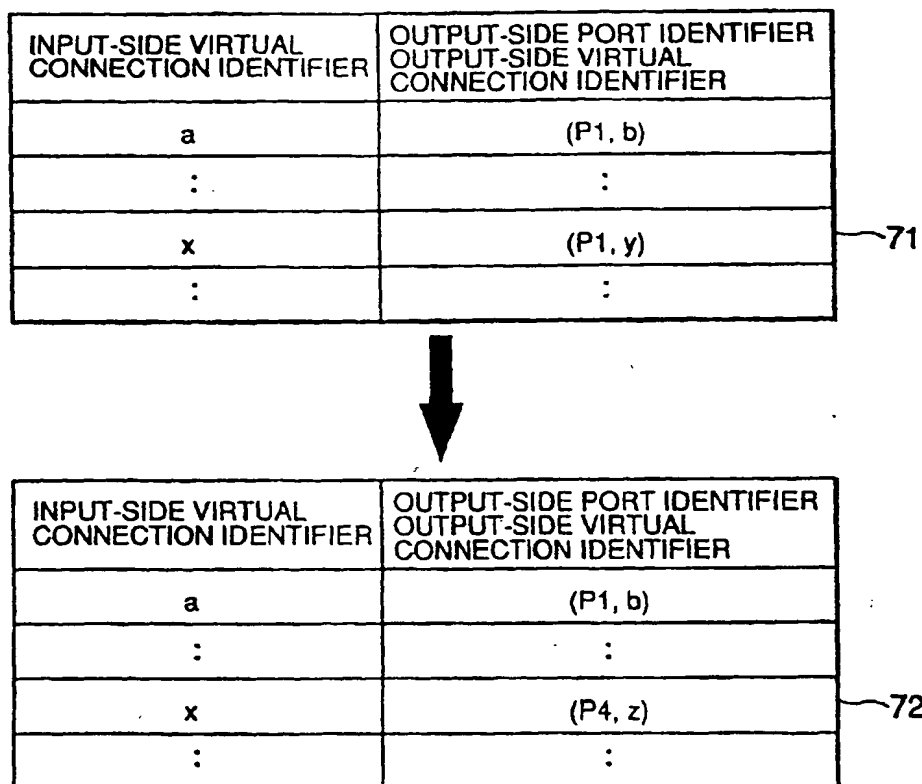 INPUT-SIDE VIRTUAL
CONNECTION IDENTIFIER
OUTPUT-SIDE PORT IDENTIFIER
OUTPUT-SIDE VIRTUAL
CONNECTION IDENTIFIER
a
(P1, b)
:
:
x
(P1, y)
71
:
:
INPUT-SIDE VIRTUAL
CONNECTION IDENTIFIER
OUTPUT-SIDE PORT IDENTIFIER
OUTPUT-SIDE VIRTUAL
CONNECTION IDENTIFIER
a
(P1, b)
:
:
x
(P4, z)
72
:
: